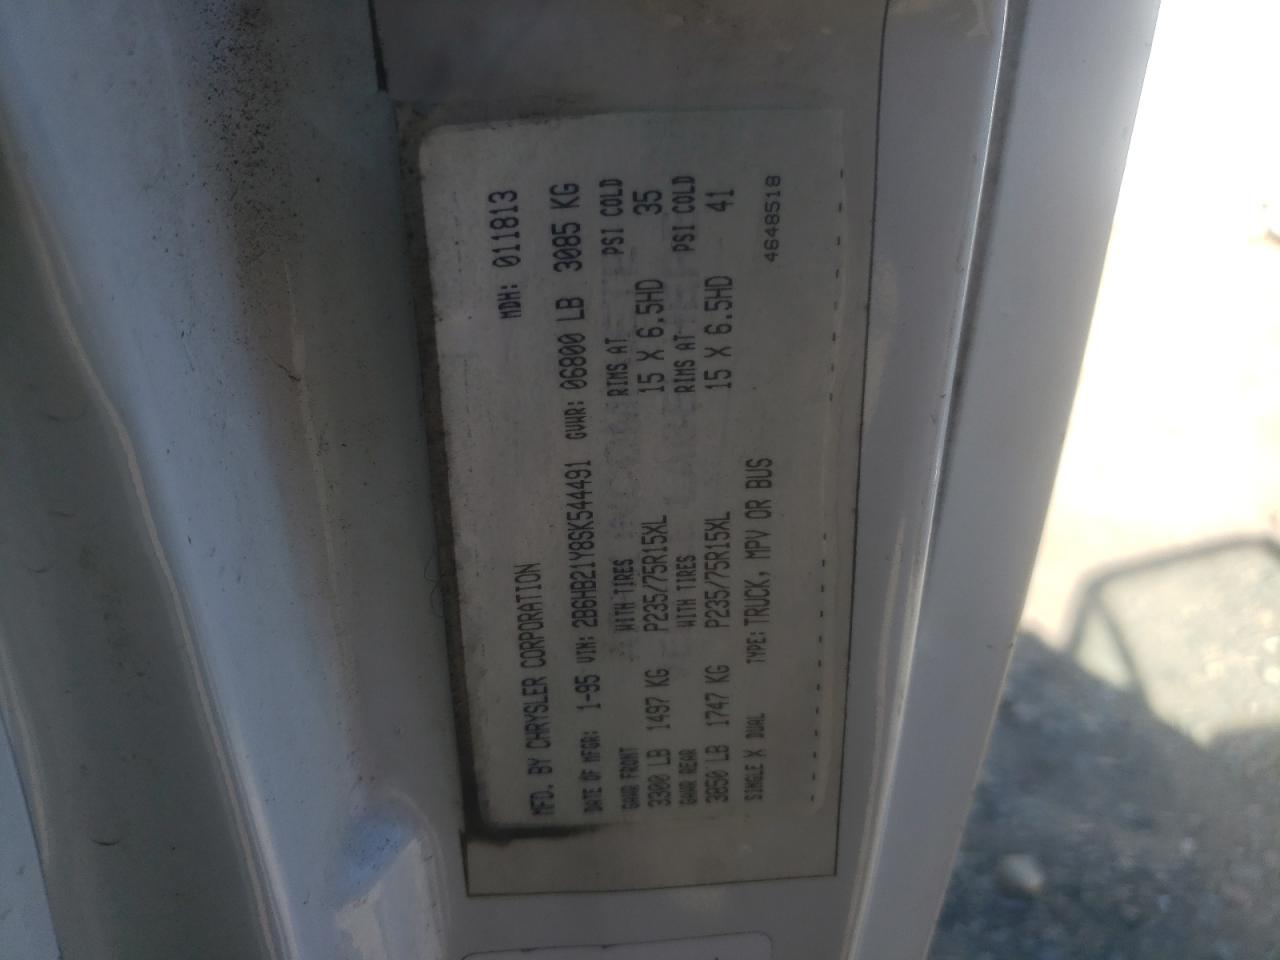 MFD. BY CHRYSLER CORPORATION MDH: 011813
DATE OF MFGR: 1-95 VIN: 2B6HB21Y8SK544491 GVWR: 06800 LB 3085 KG
GAWR FRONT WITH TIRES RIMS AT PSI COLD
3300 LB 1497 KG P235/75R15XL 15 X 6.5HD 35
GAWR REAR WITH TIRES RIMS AT PSI COLD
3850 LB 1747 KG P235/75R15XL 15 X 6.5HD 41
SINGLE X DUAL TYPE: TRUCK, MPV OR BUS 4648518